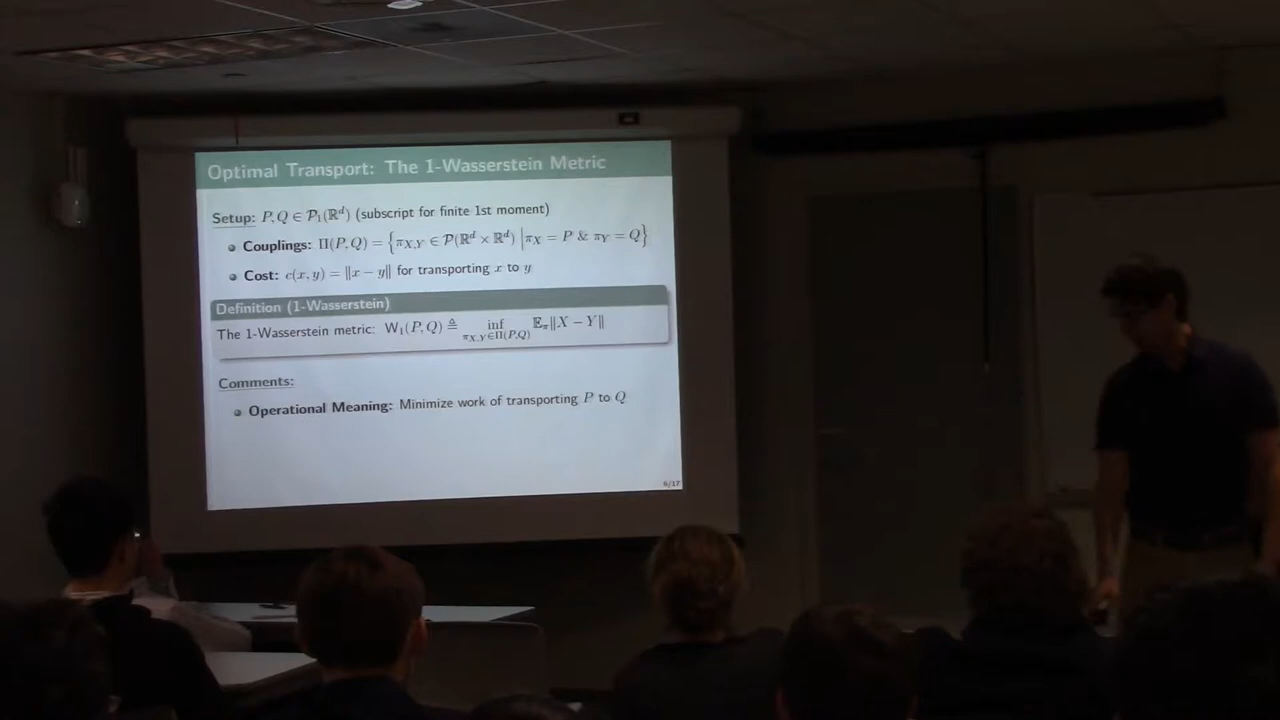 Optimal Transport: The 1-Wasserstein Metric
Setup: P, Q ∈ 𝒫₁(ℝᵈ) (subscript for finite 1st moment)
● Couplings: Π(P, Q) = {π_{X,Y} ∈ 𝒫(ℝᵈ × ℝᵈ) | π_X = P & π_Y = Q}
● Cost: c(x, y) = ‖x − y‖ for transporting x to y
Definition (1-Wasserstein)
The 1-Wasserstein metric: W₁(P, Q) ≜ inf_{π_{X,Y}∈Π(P,Q)} 𝔼_π‖X − Y‖
Comments:
● Operational Meaning: Minimize work of transporting P to Q
6/17